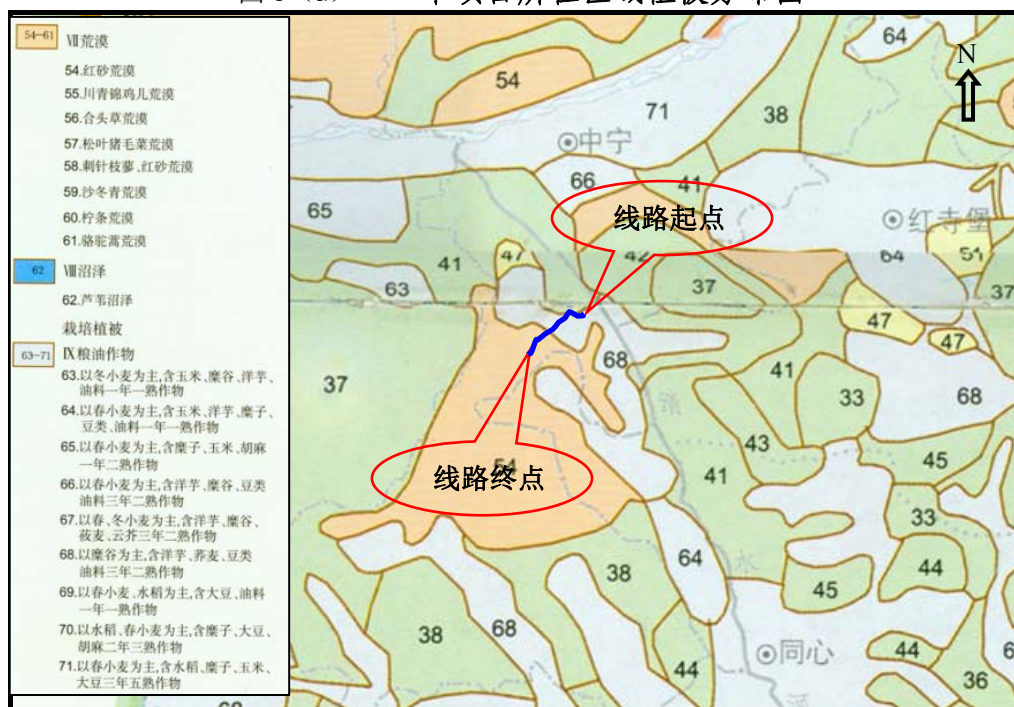 54-61
Ⅶ荒漠
54.红砂荒漠
55.川青锦鸡儿荒漠
56.合头草荒漠
57.松叶猪毛菜荒漠
58.刺针枝蓼、红砂荒漠
59.沙冬青荒漠
60.柠条荒漠
61.骆驼蒿荒漠
62
Ⅷ沼泽
62.芦苇沼泽
栽培植被
63-71
Ⅸ粮油作物
63.以冬小麦为主,含玉米、糜谷、洋芋、
油料一年一熟作物
64.以春小麦为主,含玉米、洋芋、糜子、
豆类、油料一年一熟作物
65.以春小麦为主,含糜子、玉米、胡麻
一年二熟作物
66.以春小麦为主,含洋芋、糜谷、豆类
油料三年二熟作物
67.以春、冬小麦为主,含洋芋、糜谷、
莜麦、云芥三年二熟作物
68.以糜谷为主,含洋芋、荞麦、豆类
油料三年二熟作物
69.以春小麦、水稻为主,含大豆、油料
一年一熟作物
70.以水稻、春小麦为主,含糜子、大豆、
胡麻二年三熟作物
71.以春小麦为主,含水稻、糜子、玉米、
大豆三年五熟作物
64
N
54
71
38
中宁
66
41
65
线路起点
红寺堡
42
64
51
41
47
63
37
37
47
47
68
37
41
33
68
43
45
线路终点
54
41
33
64
44
38
45
38
68
同心
44
44
36
68